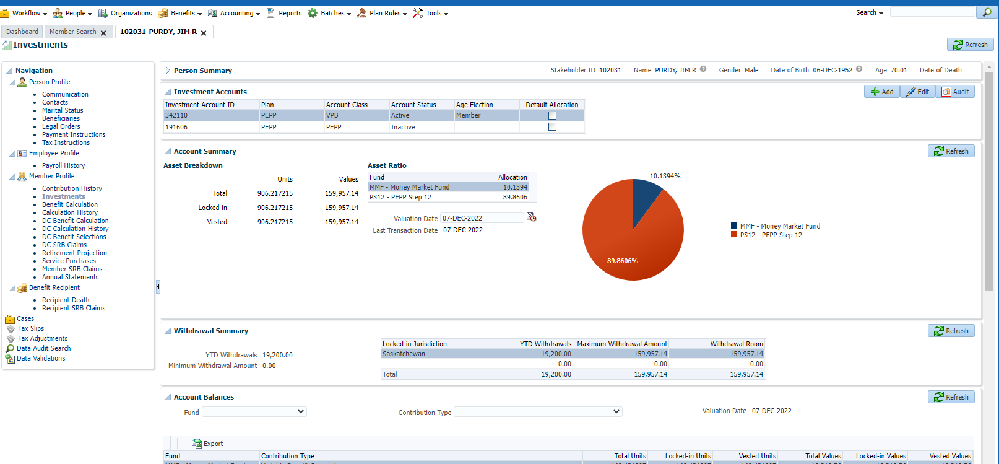 Workflow People Organizations Benefits Accounting Reports Batches Plan Rules Tools Search
Dashboard Member Search 102031-PURDY, JIM R
Investments Refresh
Navigation
Person Profile
Communication
Contacts
Marital Status
Beneficiaries
Legal Orders
Payment Instructions
Tax Instructions
Employee Profile
Payroll History
Member Profile
Contribution History
Investments
Benefit Calculation
Calculation History
DC Benefit Calculation
DC Calculation History
DC Benefit Selections
DC SRB Claims
Retirement Projection
Service Purchases
Member SRB Claims
Annual Statements
Benefit Recipient
Recipient Death
Recipient SRB Claims
Cases
Tax Slips
Tax Adjustments
Data Audit Search
Data Validations
Person Summary Stakeholder ID 102031 Name PURDY, JIM R Gender Male Date of Birth 06-DEC-1952 Age 70.01 Date of Death
Investment Accounts Add Edit Audit
Investment Account ID Plan Account Class Account Status Age Election Default Allocation
342110 PEPP VPB Active Member
191606 PEPP PEPP Inactive
Account Summary Refresh
Asset Breakdown
Units Values
Total 906.217215 159,957.14
Locked-in 906.217215 159,957.14
Vested 906.217215 159,957.14
Asset Ratio
Fund Allocation
MMF - Money Market Fund 10.1394
PS12 - PEPP Step 12 89.8606
Valuation Date 07-DEC-2022
Last Transaction Date 07-DEC-2022
10.1394%
89.8606%
MMF - Money Market Fund
PS12 - PEPP Step 12
Withdrawal Summary Refresh
YTD Withdrawals 19,200.00
Minimum Withdrawal Amount 0.00
Locked-in Jurisdiction YTD Withdrawals Maximum Withdrawal Amount Withdrawal Room
Saskatchewan 19,200.00 159,957.14 159,957.14
0.00 0.00 0.00
Total 19,200.00 159,957.14 159,957.14
Account Balances Refresh
Fund Contribution Type Valuation Date 07-DEC-2022
Export
Fund Contribution Type Total Units Locked-in Units Vested Units Total Values Locked-in Values Vested Values